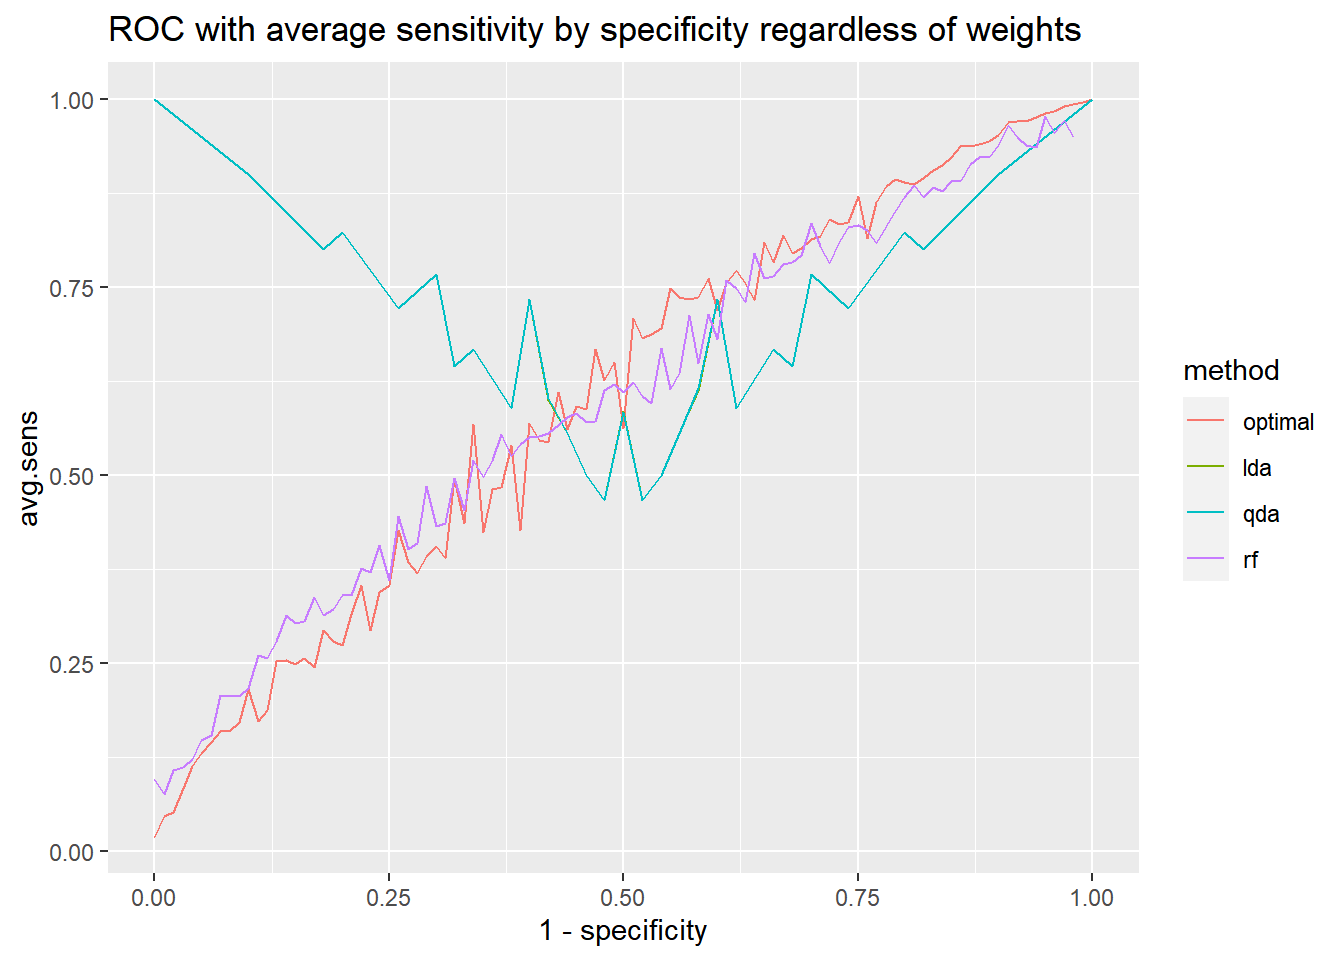 ROC with average sensitivity by specificity regardless of weights
1.00
0.75
0.50
0.25
0.00
avg.sens
0.00 0.25 0.50 0.75 1.00
1 - specificity
method
optimal
lda
qda
rf